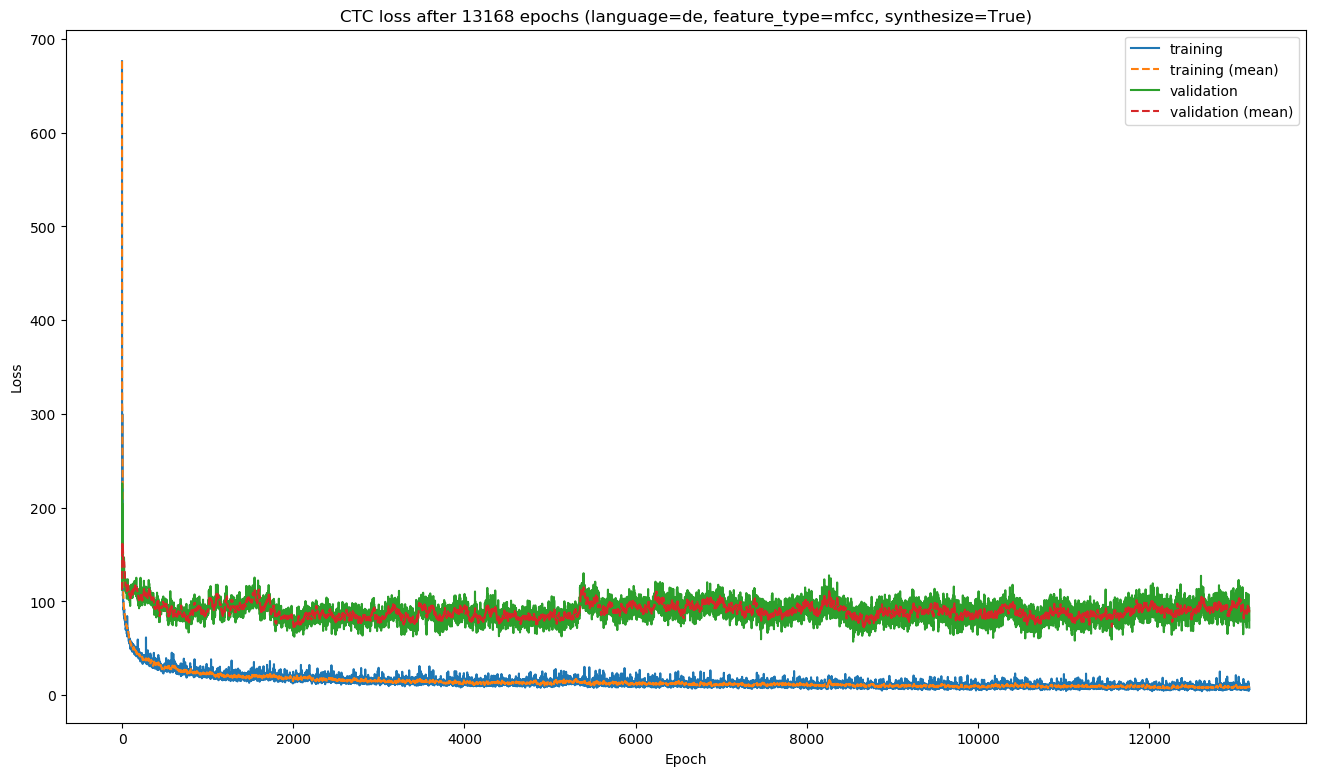 CTC loss after 13168 epochs (language=de, feature_type=mfcc, synthesize=True)
700
600
500
400
300
200
100
0
Loss
training
training (mean)
validation
validation (mean)
0
2000
4000
6000
8000
10000
12000
Epoch